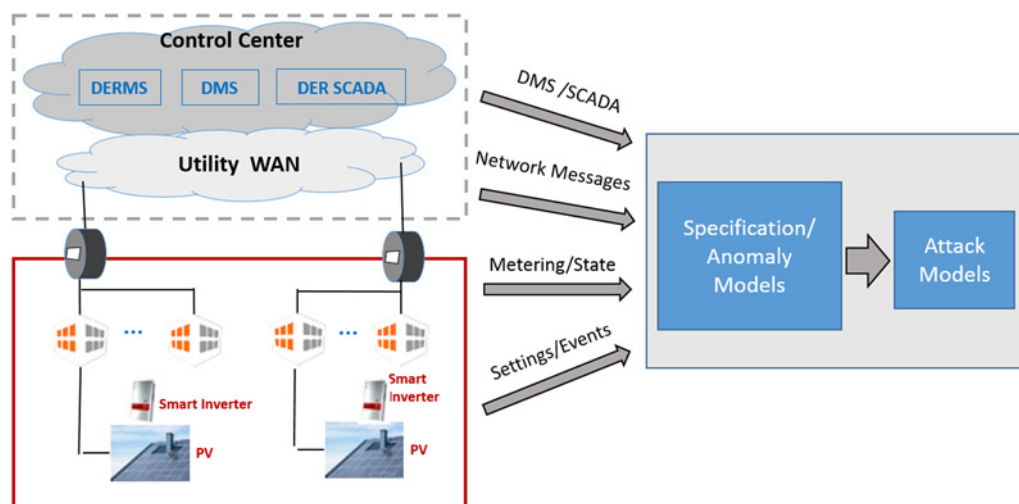 Control Center
DERMS
DMS
DER SCADA
Utility WAN
Smart Inverter
PV
Smart
Inverter
PV
DMS /SCADA
Network Messages
Metering/State
Settings/Events
Specification/
Anomaly
Models
Attack
Models